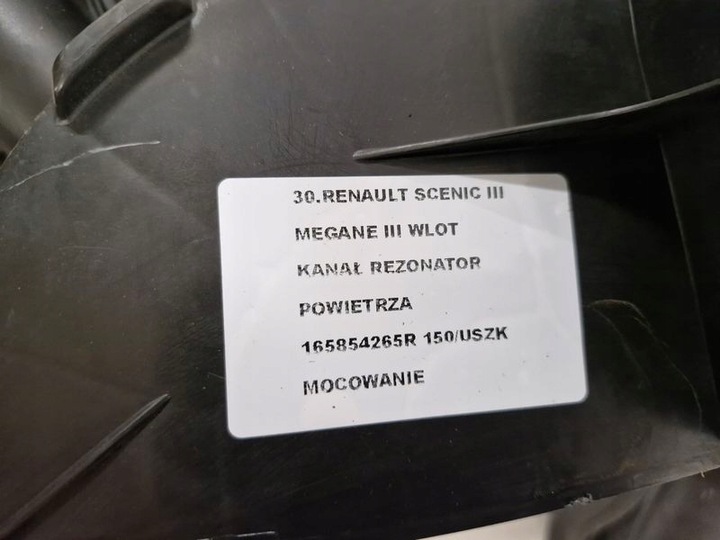 30.RENAULT SCENIC III
MEGANE III WLOT
KANAŁ REZONATOR
POWIETRZA
165854265R 150/USZK
MOCOWANIE